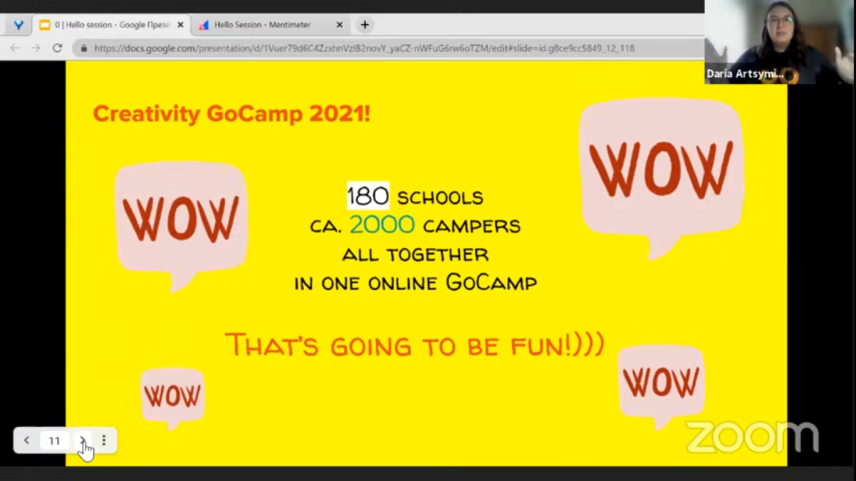 0 | Hello session - Google Презе
Hello Session - Mentimeter
https://docs.google.com/presentation/d/1Vuer79d6C4ZzxhnVzIB2novY_yaCZ-nWFuG6rw6oTZM/edit#slide=id.g8ce9cc5849_12_118
Daria Artsymi...
Creativity GoCamp 2021!
WOW
WOW
180 SCHOOLS
CA. 2000 CAMPERS
ALL TOGETHER
IN ONE ONLINE GOCAMP
THAT'S GOING TO BE FUN!)))
WOW
WOW
11
zoom